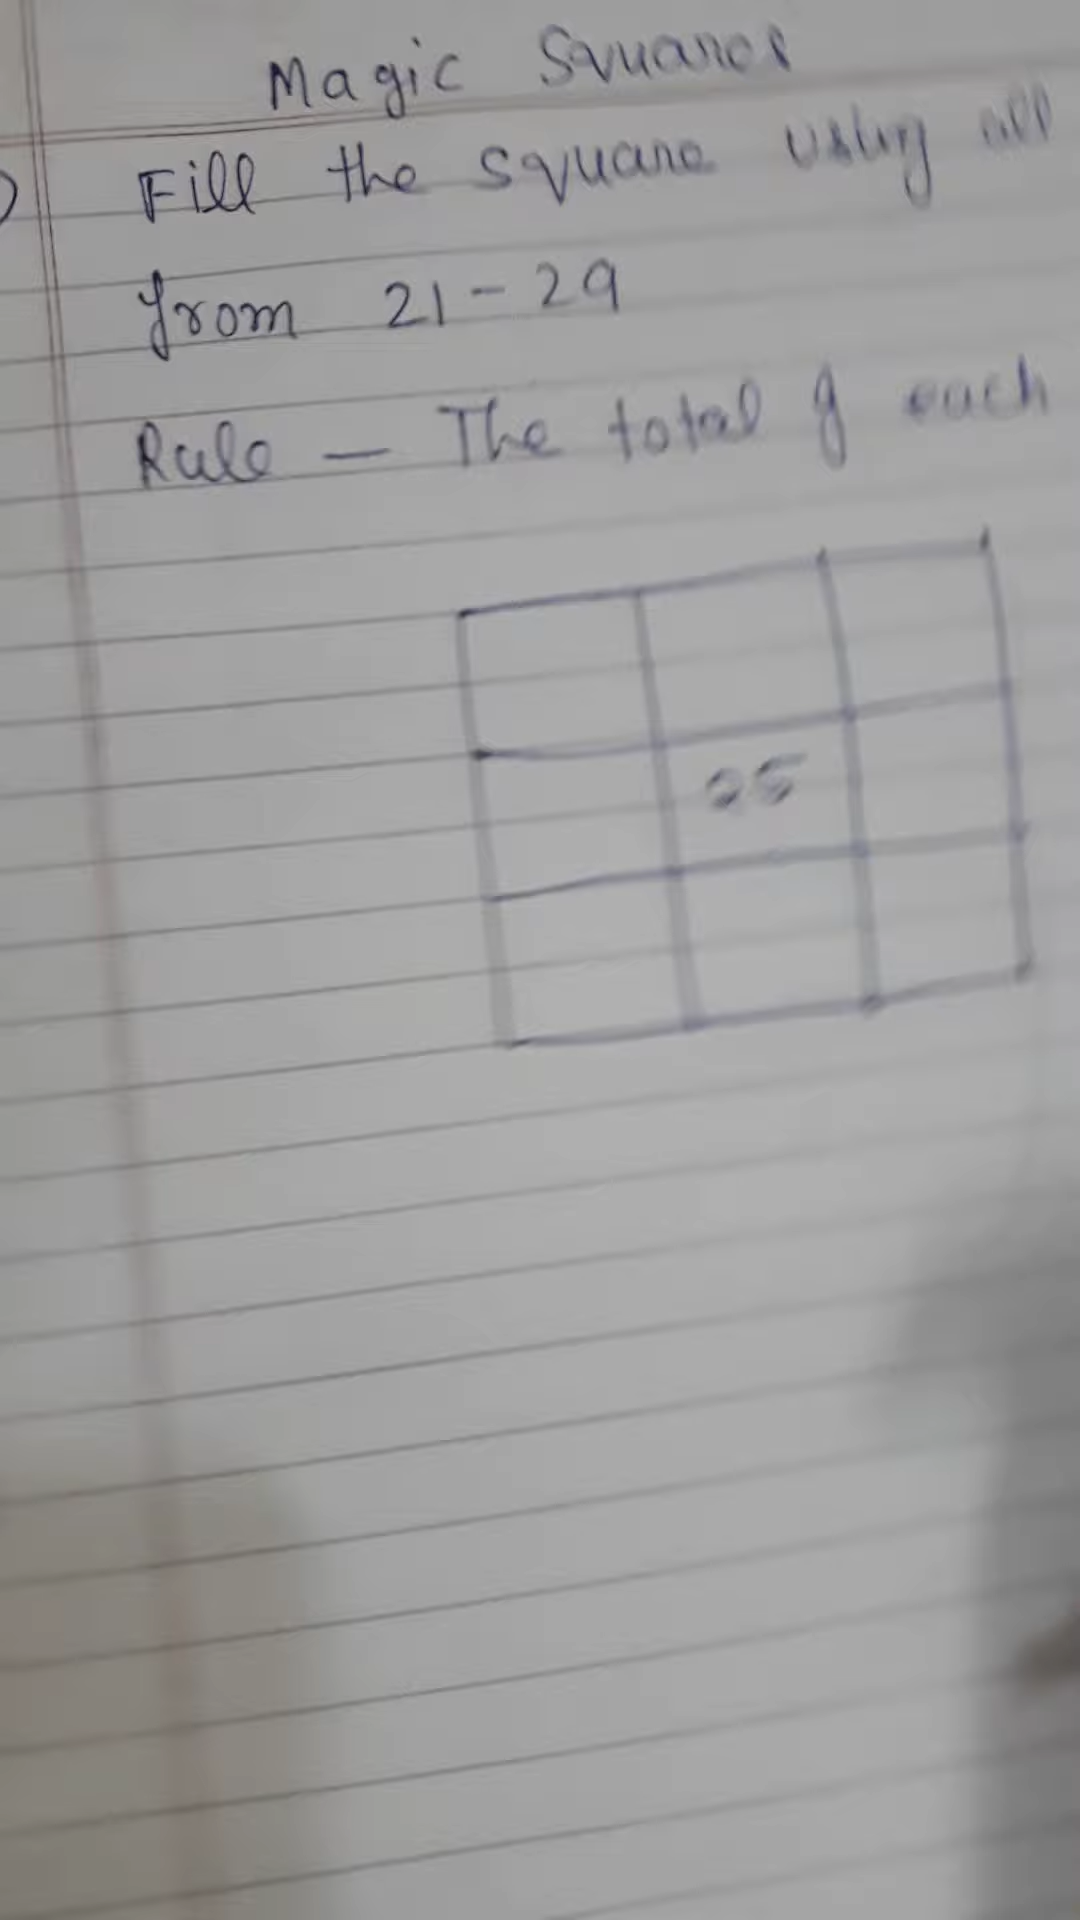 Magic Squares
Fill the square using all
from 21-29
Rule — The total of each
25